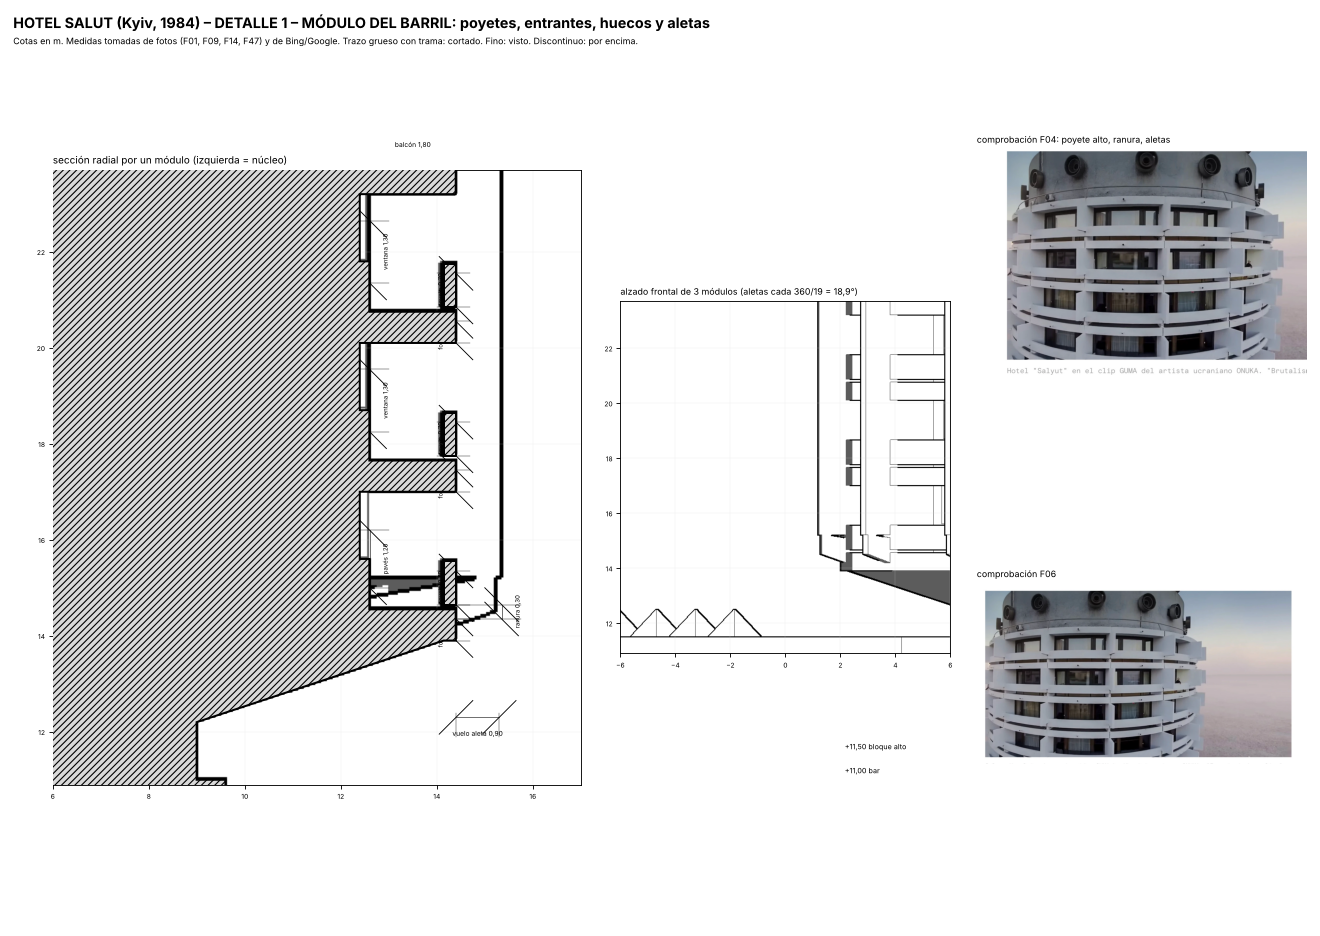 HOTEL SALUT (Kyiv, 1984) – DETALLE 1 – MÓDULO DEL BARRIL: poyetes, entrantes, huecos y aletas
Cotas en m. Medidas tomadas de fotos (F01, F09, F14, F47) y de Bing/Google. Trazo grueso con trama: cortado. Fino: visto. Discontinuo: por encima.
balcón 1,80
sección radial por un módulo (izquierda = núcleo)
22
20
18
16
14
12
6
8
10
12
14
16
ventana 1,30
ventana 1,30
pavés 1,20
ranura 0,30
vuelo aleta 0,90
alzado frontal de 3 módulos (aletas cada 360/19 = 18,9°)
22
20
18
16
14
12
−6
−4
−2
0
2
4
6
+11,50 bloque alto
+11,00 bar
comprobación F04: poyete alto, ranura, aletas
Hotel "Salyut" en el clip GUMA del artista ucraniano ONUKA.
comprobación F06